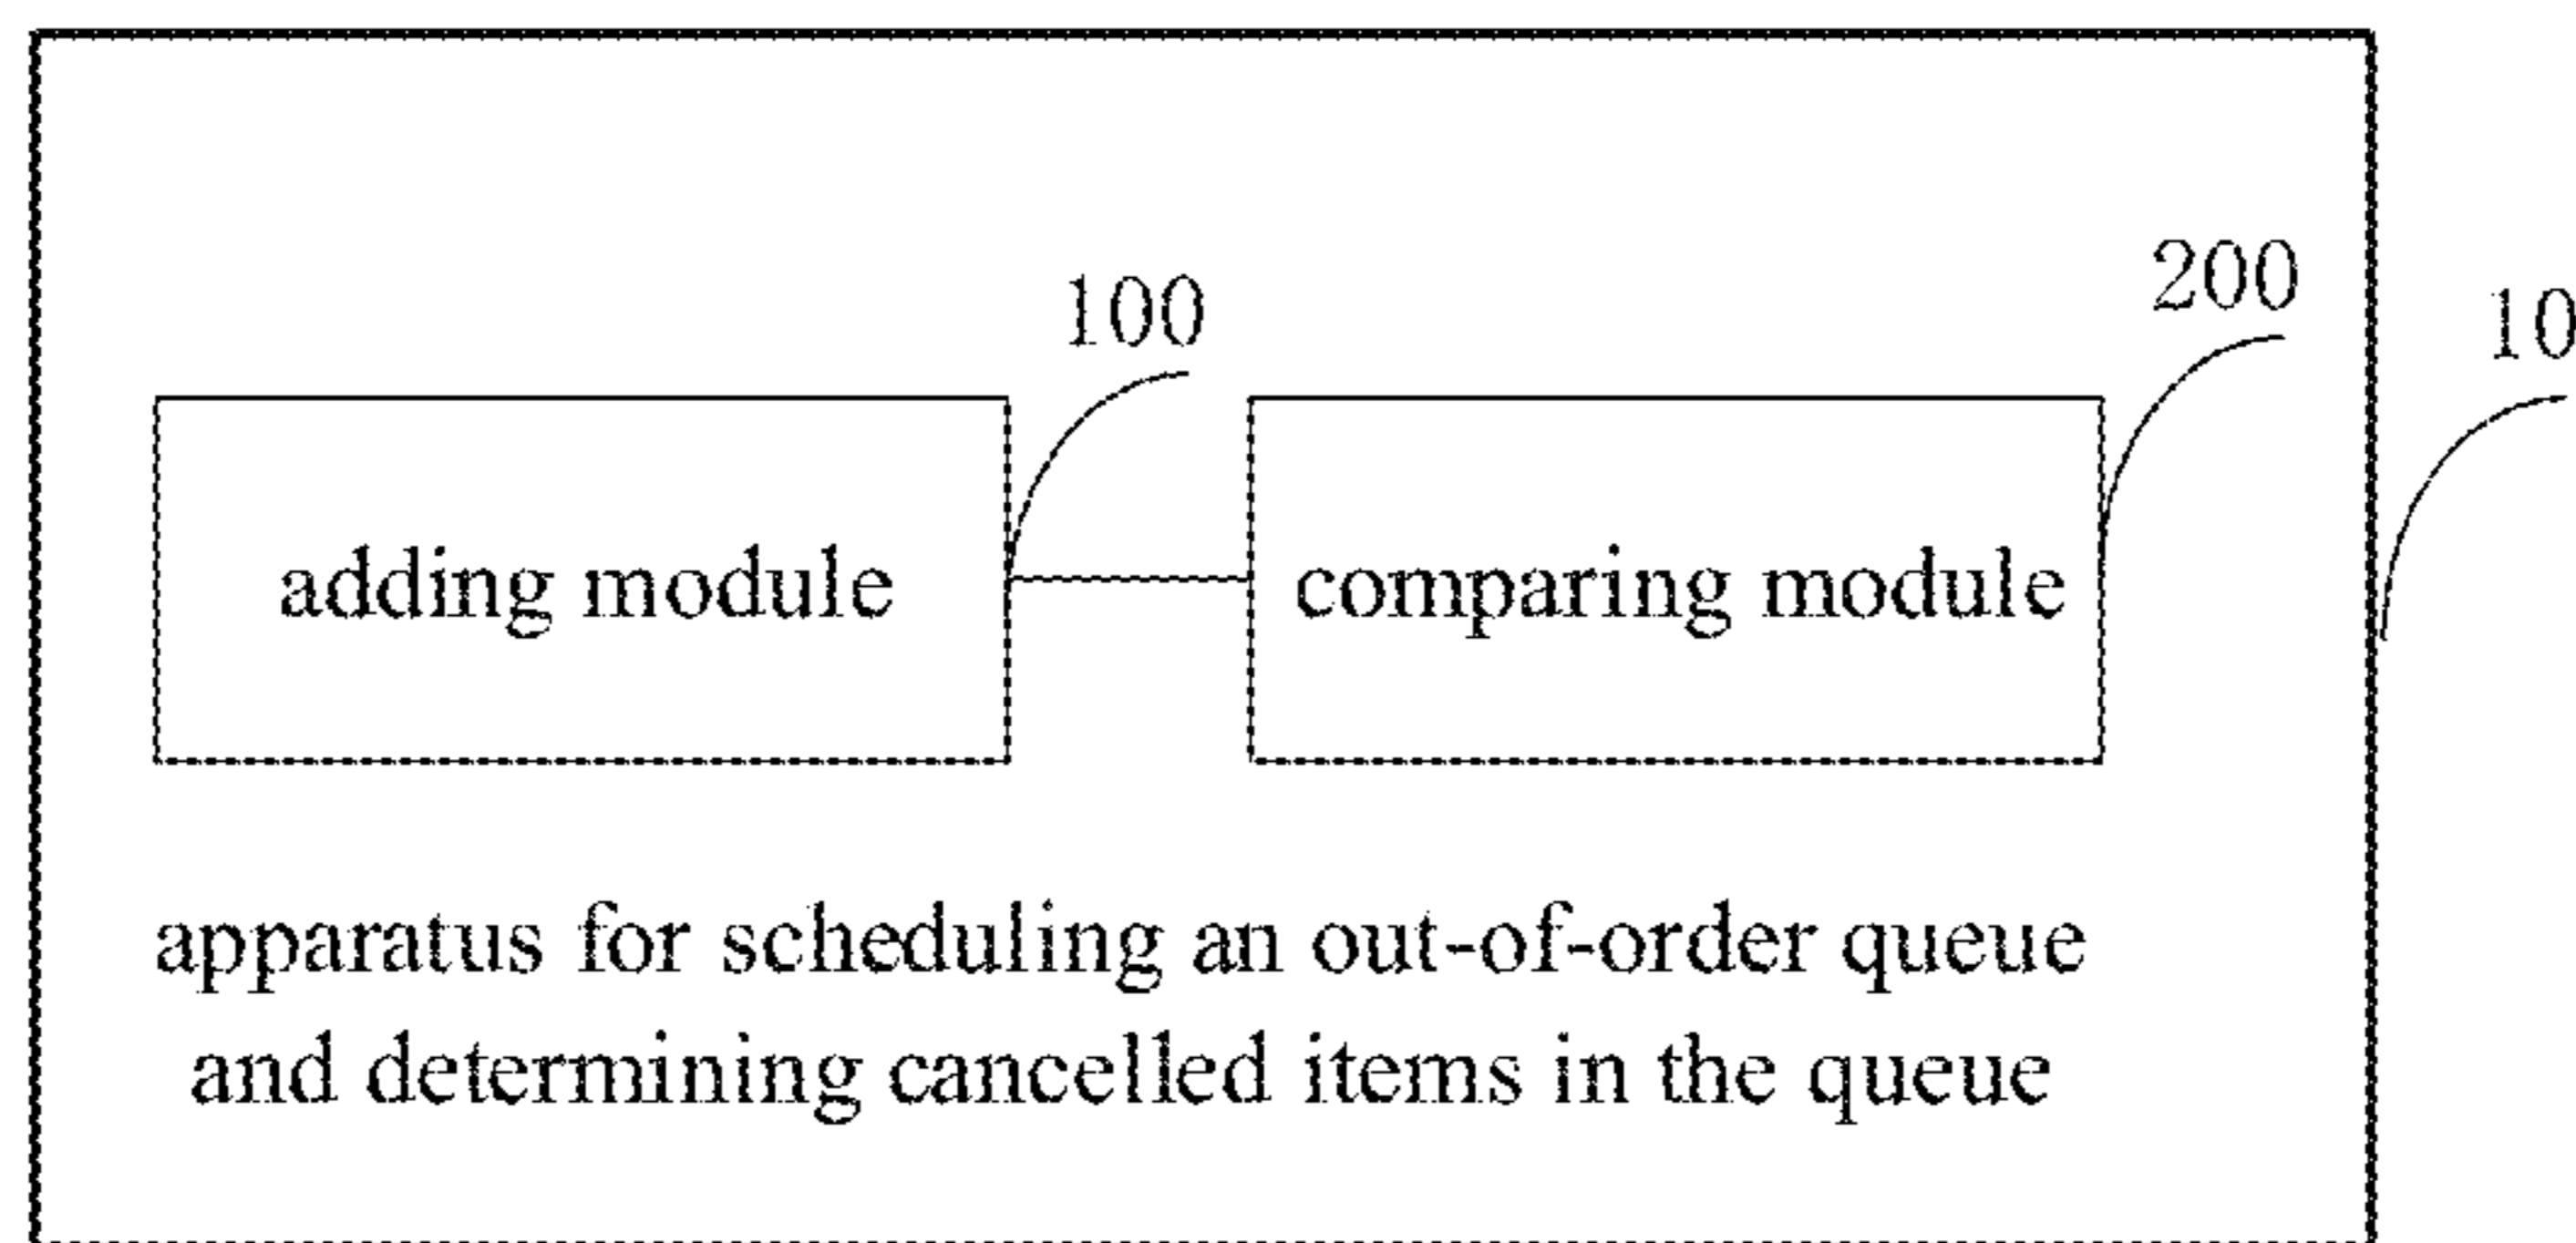 100
200
10
adding module
comparing module
apparatus for scheduling an out-of-order queue
and determining cancelled items in the queue